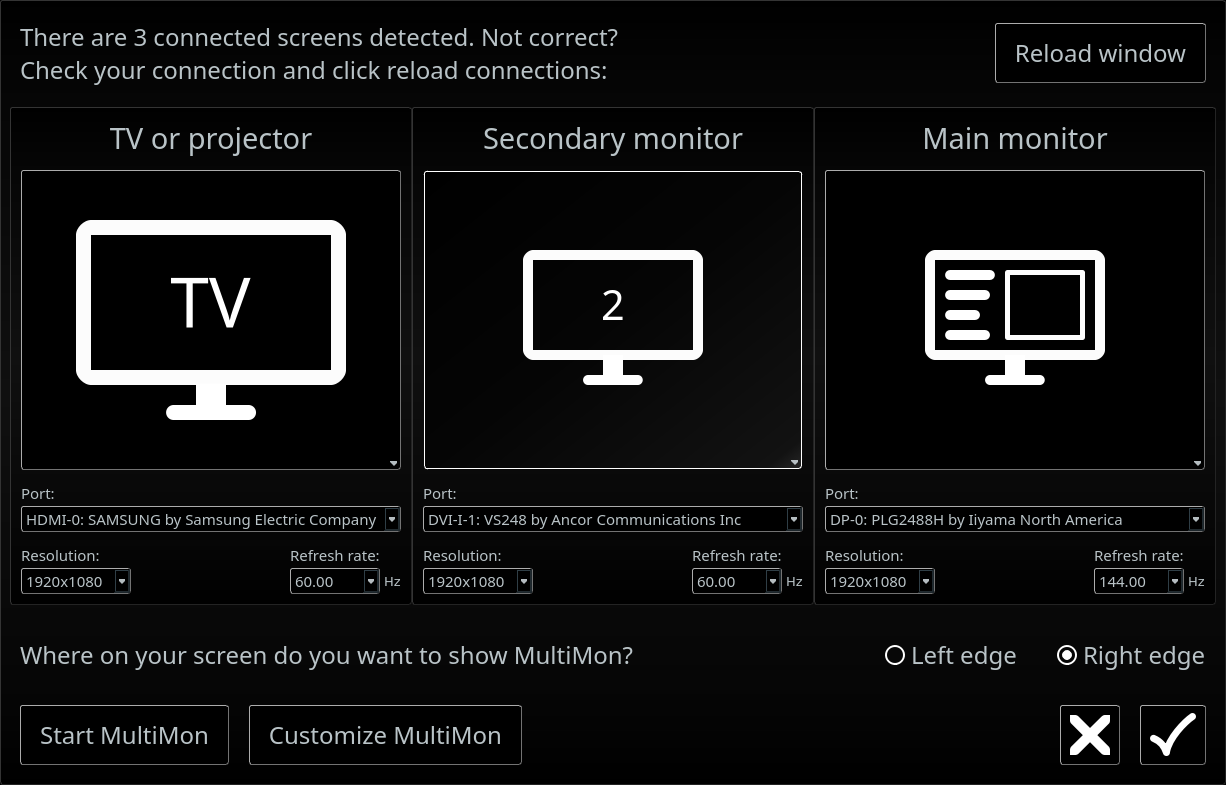 There are 3 connected screens detected. Not correct?
Check your connection and click reload connections:
Reload window
TV or projector
Secondary monitor
Main monitor
TV
2
Port:
Port:
Port:
HDMI-0: SAMSUNG by Samsung Electric Company
DVI-I-1: VS248 by Ancor Communications Inc
DP-0: PLG2488H by Iiyama North America
Resolution:
Refresh rate:
Resolution:
Refresh rate:
Resolution:
Refresh rate:
1920x1080
60.00
Hz
1920x1080
60.00
Hz
1920x1080
144.00
Hz
Where on your screen do you want to show MultiMon?
Left edge
Right edge
Start MultiMon
Customize MultiMon